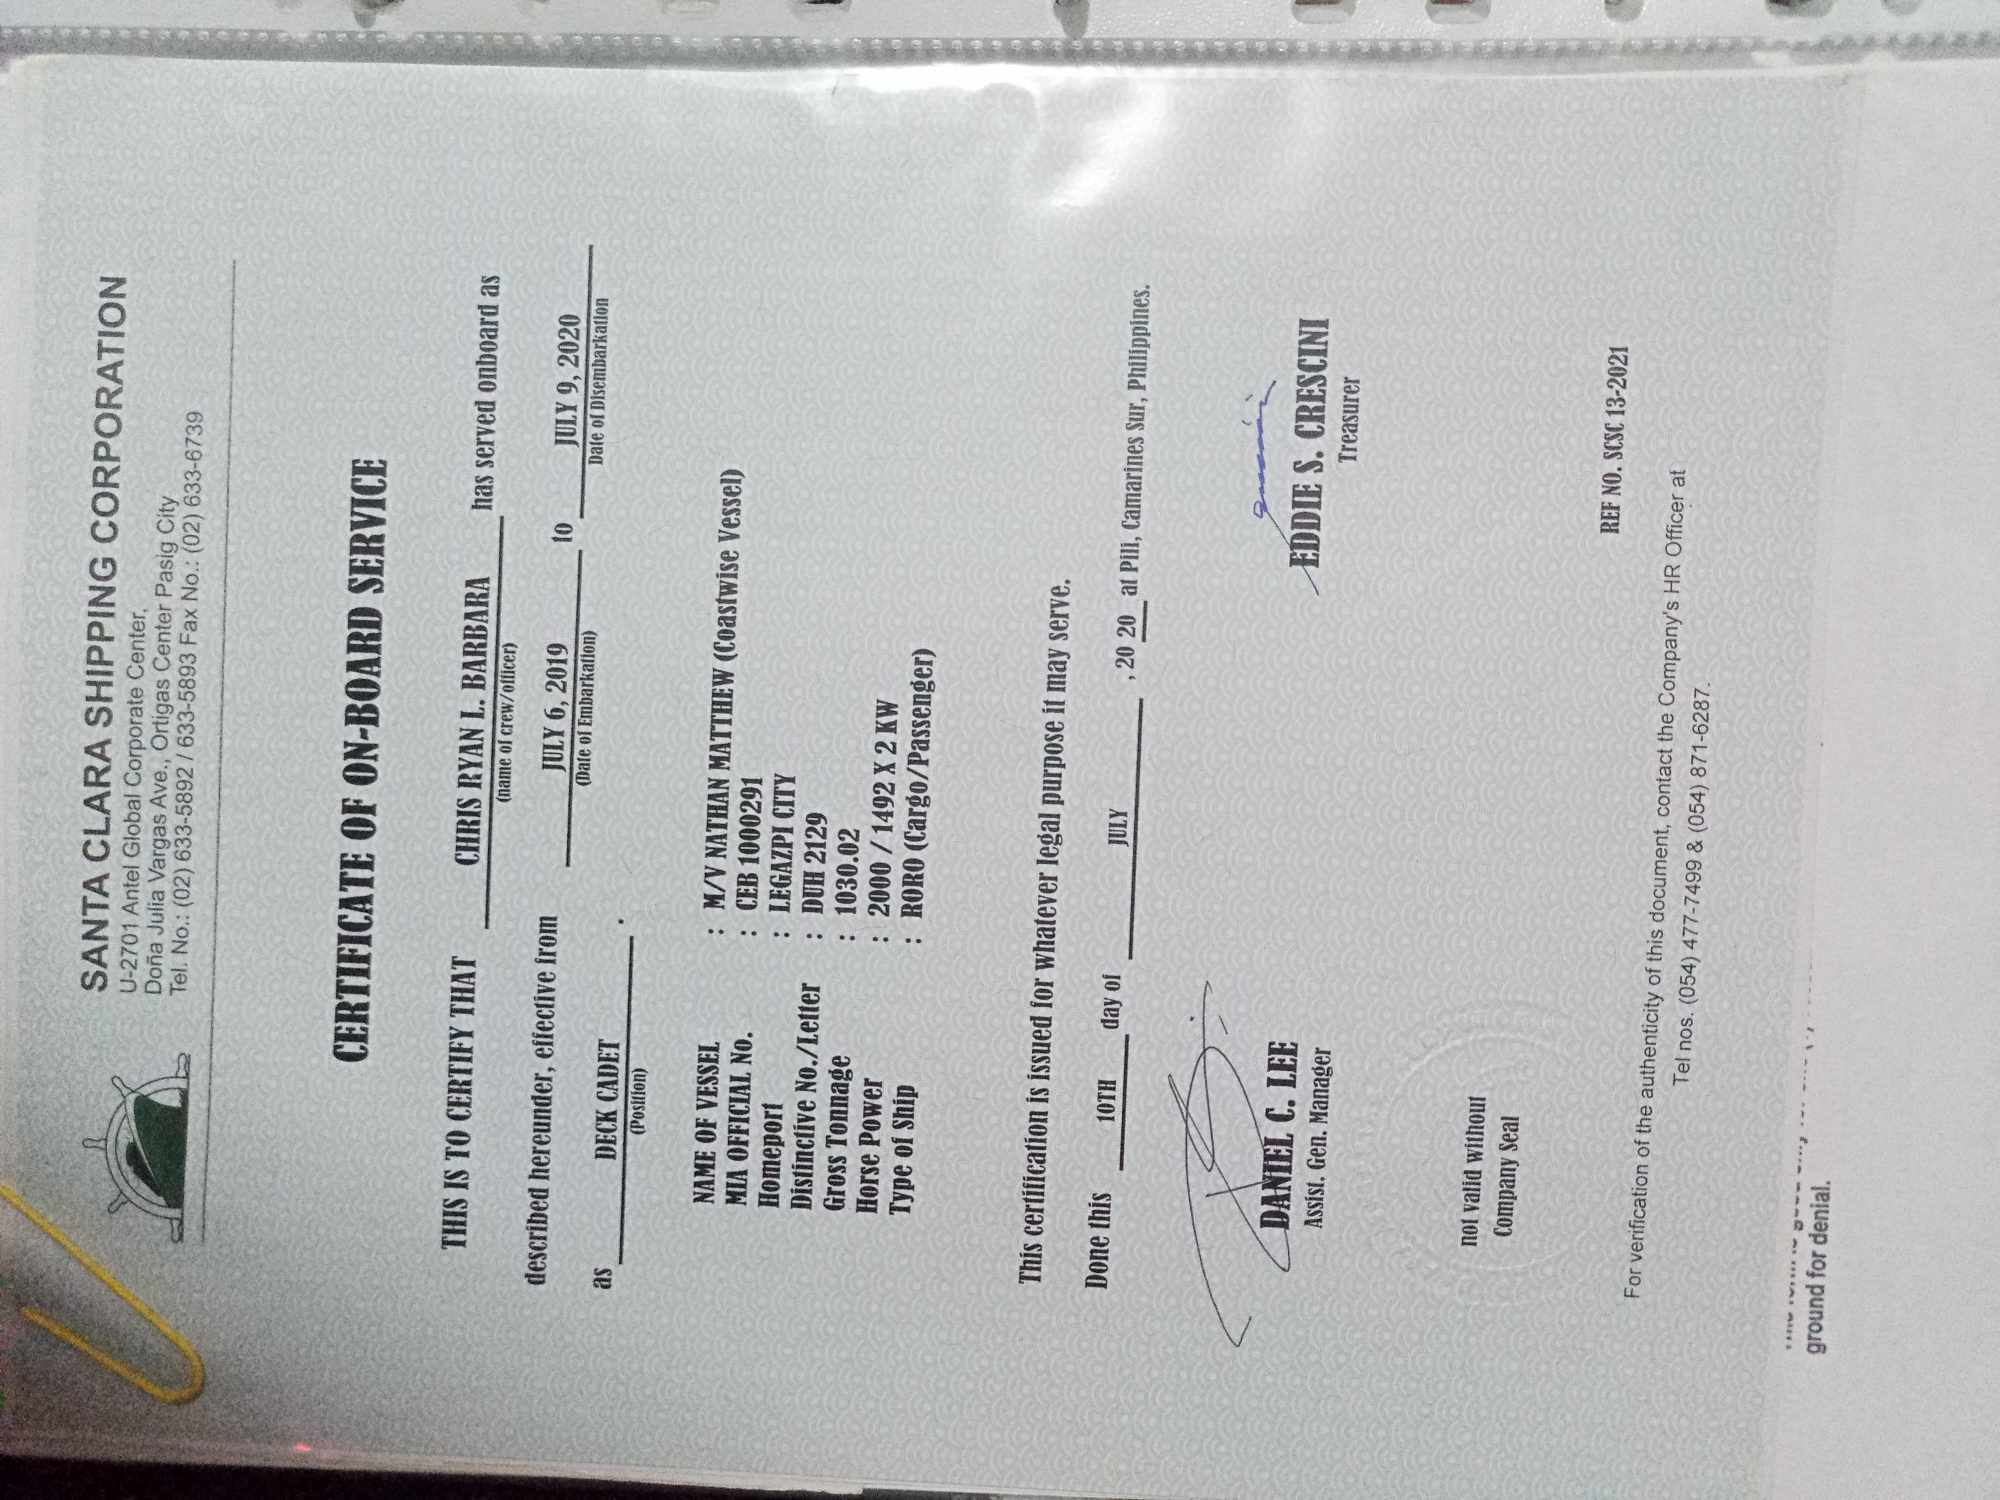 SANTA CLARA SHIPPING CORPORATION
U-2701 Antel Global Corporate Center,
Doña Julia Vargas Ave., Ortigas Center Pasig City
Tel. No.: (02) 633-5892 / 633-5893 Fax No.: (02) 633-6739
CERTIFICATE OF ON-BOARD SERVICE
THIS IS TO CERTIFY THAT CHRIS RYAN L. BARBARA has served onboard as
(name of crew/officer)
described hereunder, effective from JULY 6, 2019 to JULY 9, 2020
(Date of Embarkation) Date of Disembarkation
as DECK CADET .
(Position)
NAME OF VESSEL : M/V NATHAN MATTHEW (Coastwise Vessel)
MIA OFFICIAL NO. : CEB 1000291
Homeport : LEGAZPI CITY
Distinctive No./Letter : DUH 2129
Gross Tonnage : 1030.02
Horse Power : 2000 / 1492 X 2 KW
Type of Ship : RORO (Cargo/Passenger)
This certification is issued for whatever legal purpose it may serve.
Done this 10TH day of JULY , 20 20 at Pili, Camarines Sur, Philippines.
DANIEL C. LEE EDDIE S. CRESCINI
Assist. Gen. Manager Treasurer
not valid without
Company Seal
REF NO. SCSC 13-2021
For verification of the authenticity of this document, contact the Company's HR Officer at
Tel nos. (054) 477-7499 & (054) 871-6287.
ground for denial.